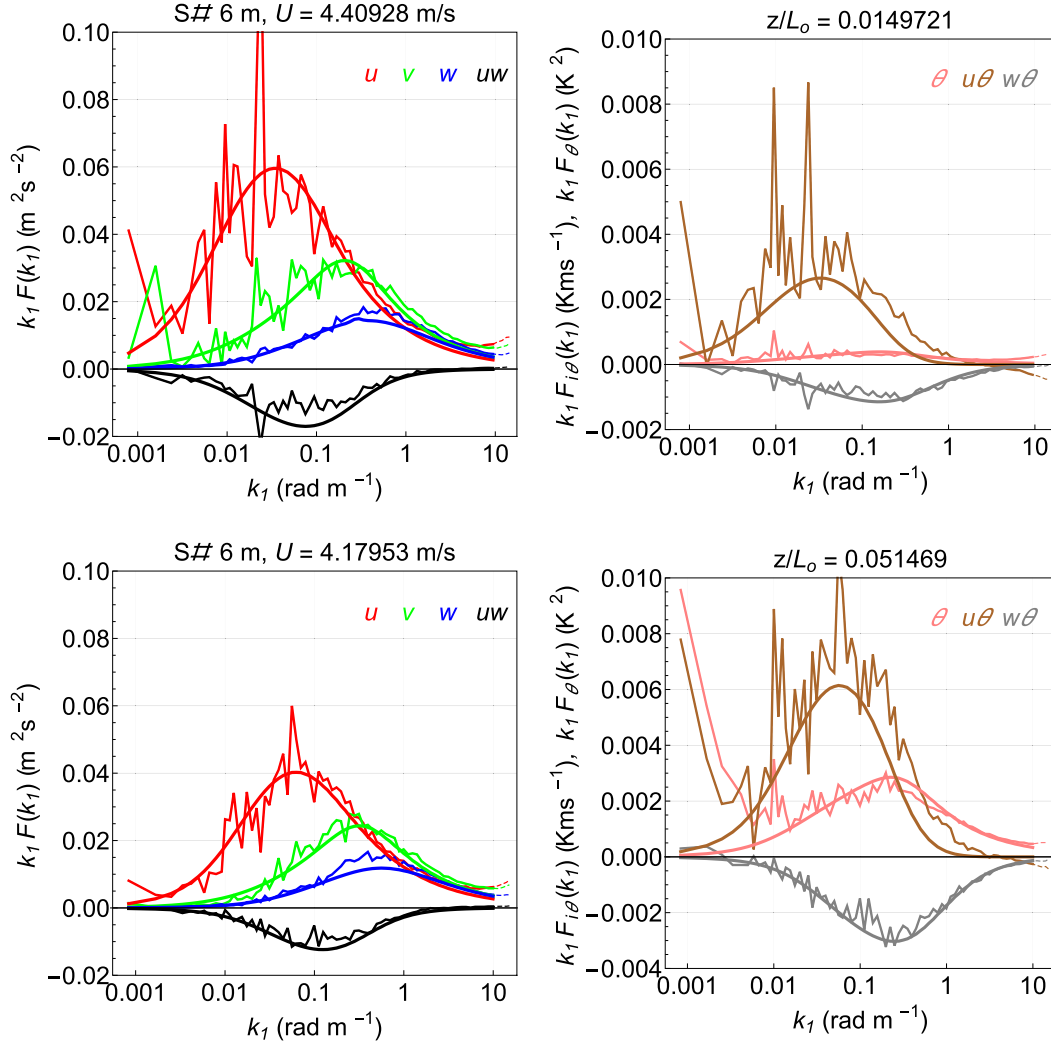 S# 6 m, U = 4.40928 m/s
0.10
0.08
0.06
0.04
0.02
0.00
−0.02
k₁ F(k₁) (m ²s⁻²)
u v w uw
0.001 0.01 0.1 1 10
k₁ (rad m ⁻¹)
z/Lₒ = 0.0149721
0.010
0.008
0.006
0.004
0.002
0.000
−0.002
k₁ F_iθ(k₁) (Kms⁻¹), k₁ F_θ(k₁) (K ²)
θ uθ wθ
0.001 0.01 0.1 1 10
k₁ (rad m ⁻¹)
S# 6 m, U = 4.17953 m/s
0.10
0.08
0.06
0.04
0.02
0.00
−0.02
k₁ F(k₁) (m ²s⁻²)
u v w uw
0.001 0.01 0.1 1 10
k₁ (rad m ⁻¹)
z/Lₒ = 0.051469
0.010
0.008
0.006
0.004
0.002
0.000
−0.002
−0.004
k₁ F_iθ(k₁) (Kms⁻¹), k₁ F_θ(k₁) (K ²)
θ uθ wθ
0.001 0.01 0.1 1 10
k₁ (rad m ⁻¹)